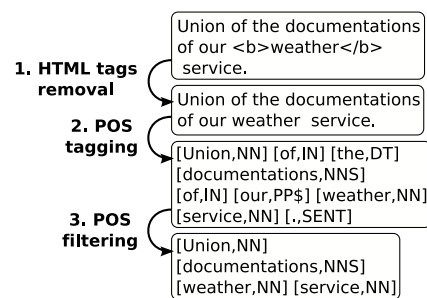 Union of the documentations
of our <b>weather</b>
service.
1. HTML tags
removal
Union of the documentations
of our weather service.
2. POS
tagging
[Union,NN] [of,IN] [the,DT]
[documentations,NNS]
[of,IN] [our,PP$] [weather,NN]
[service,NN] [.,SENT]
3. POS
filtering
[Union,NN]
[documentations,NNS]
[weather,NN] [service,NN]